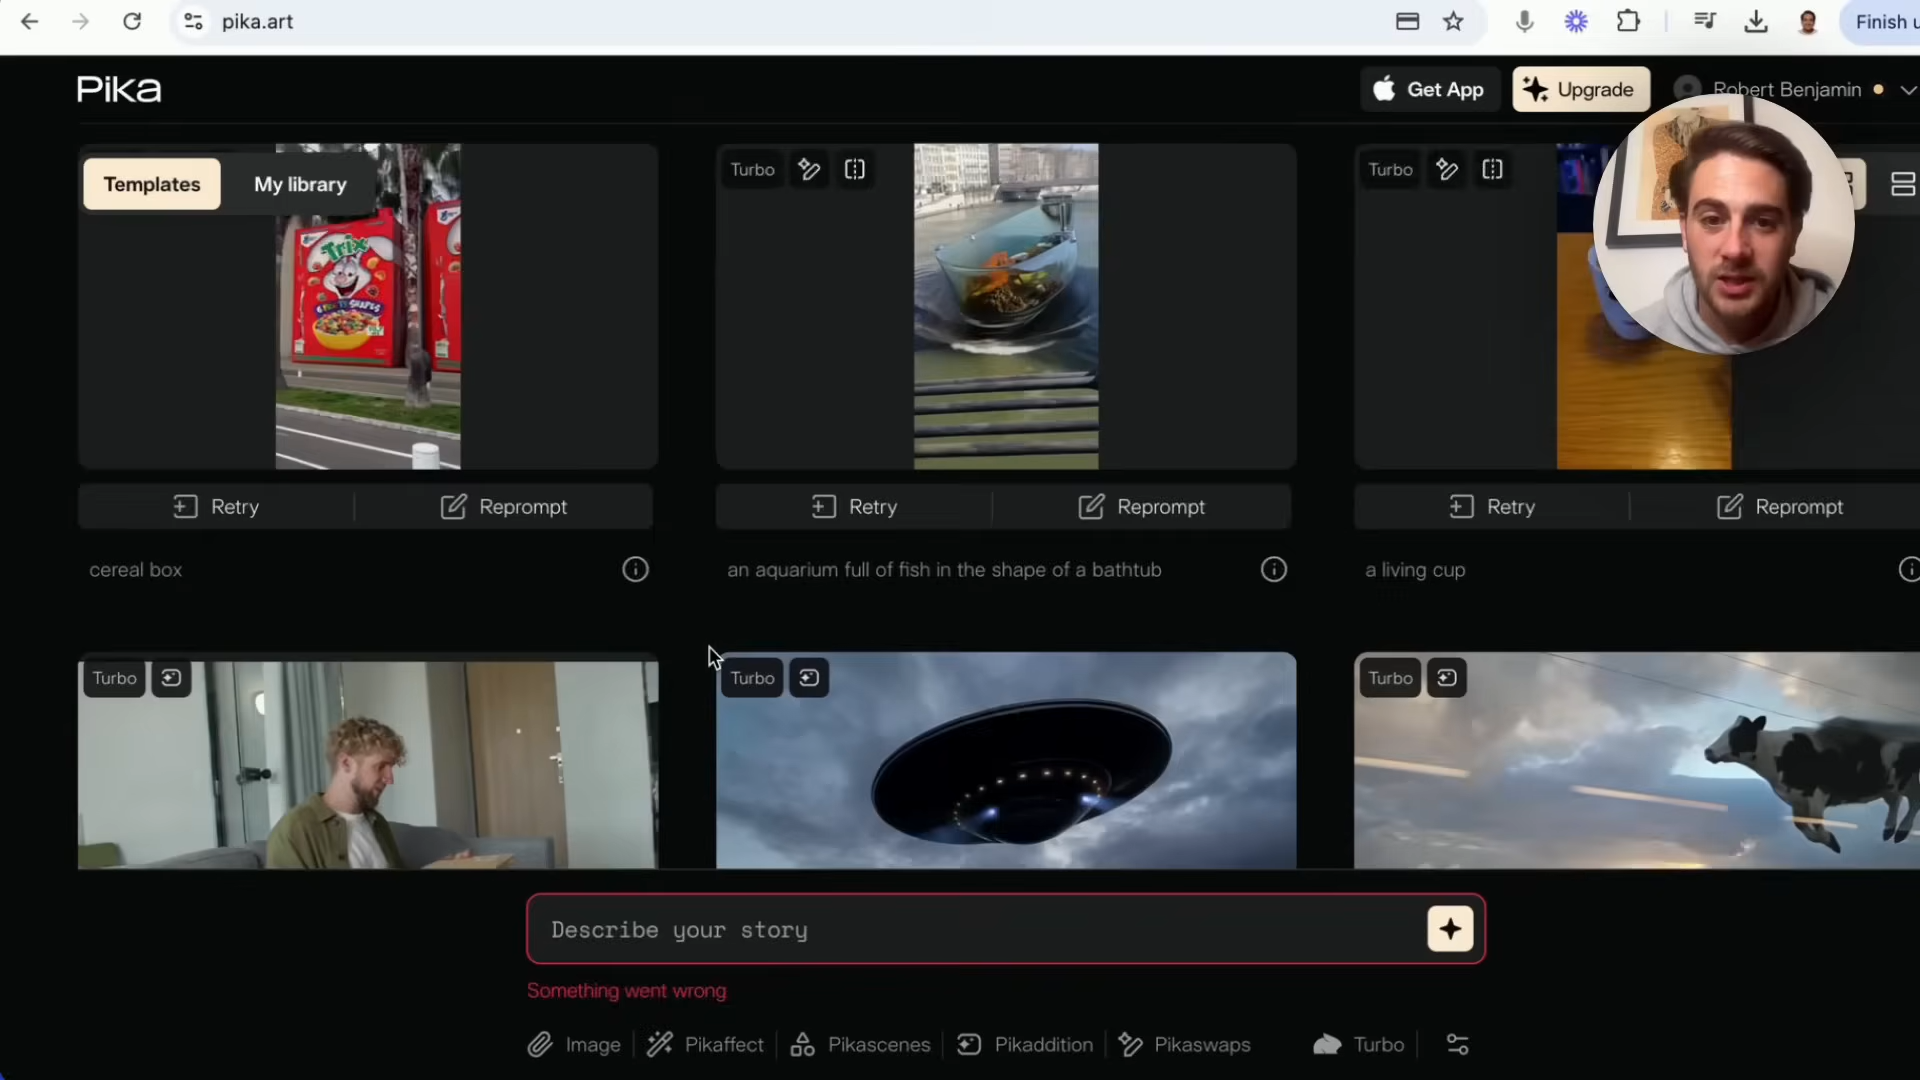 pika.art
Finish u
Pika
Get App
Upgrade
Robert Benjamin
Templates
My library
Turbo
Turbo
Trix
Retry
Reprompt
Retry
Reprompt
Retry
Reprompt
cereal box
an aquarium full of fish in the shape of a bathtub
a living cup
Turbo
Turbo
Turbo
Describe your story
Something went wrong
Image
Pikaffect
Pikascenes
Pikaddition
Pikaswaps
Turbo